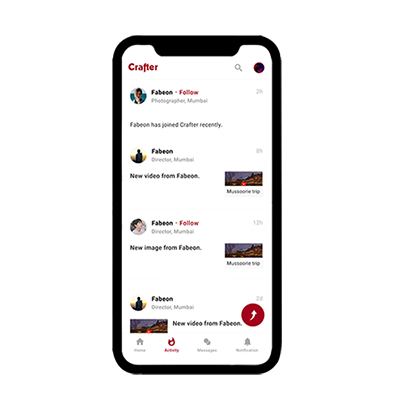 Crafter
Fabeon • Follow 2h
Photographer, Mumbai
Fabeon has joined Crafter recently.
Fabeon 8h
Director, Mumbai
New video from Fabeon.
Mussoorie trip
Fabeon • Follow 12h
Director, Mumbai
New image from Fabeon.
Mussoorie trip
Fabeon 2d
Director, Mumbai
New video from Fabeon.
Home Activity Messages Notification